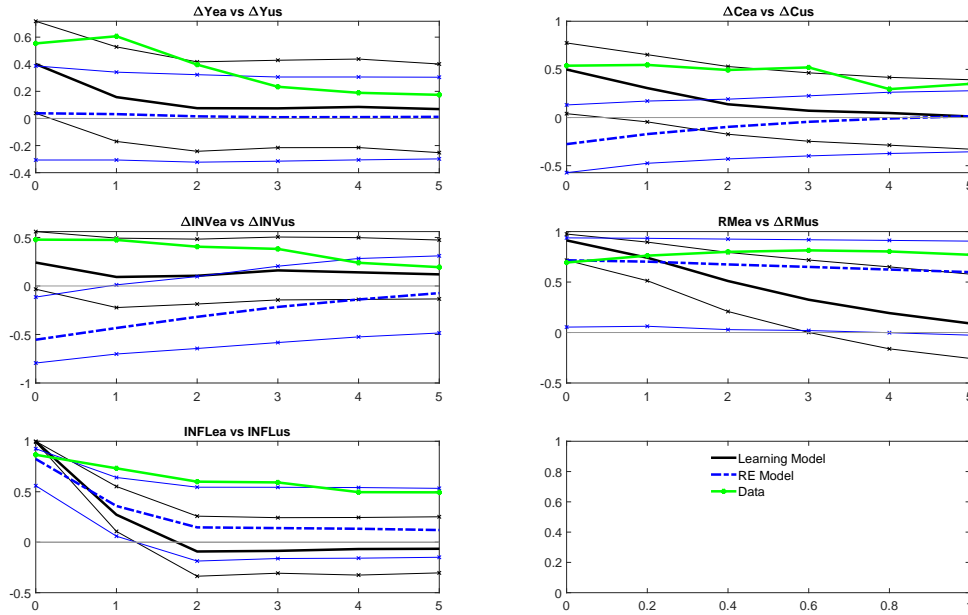 ΔYea vs ΔYus
0.6
0.4
0.2
0
-0.2
-0.4
0 1 2 3 4 5
ΔCea vs ΔCus
1
0.5
0
-0.5
0 1 2 3 4 5
ΔINVea vs ΔINVus
0.5
0
-0.5
-1
0 1 2 3 4 5
RMea vs ΔRMus
1
0.5
0
-0.5
0 1 2 3 4 5
INFLea vs INFLus
1
0.5
0
-0.5
0 1 2 3 4 5
1
0.8
0.6
0.4
0.2
0
0 0.2 0.4 0.6 0.8 1
Learning Model
RE Model
Data